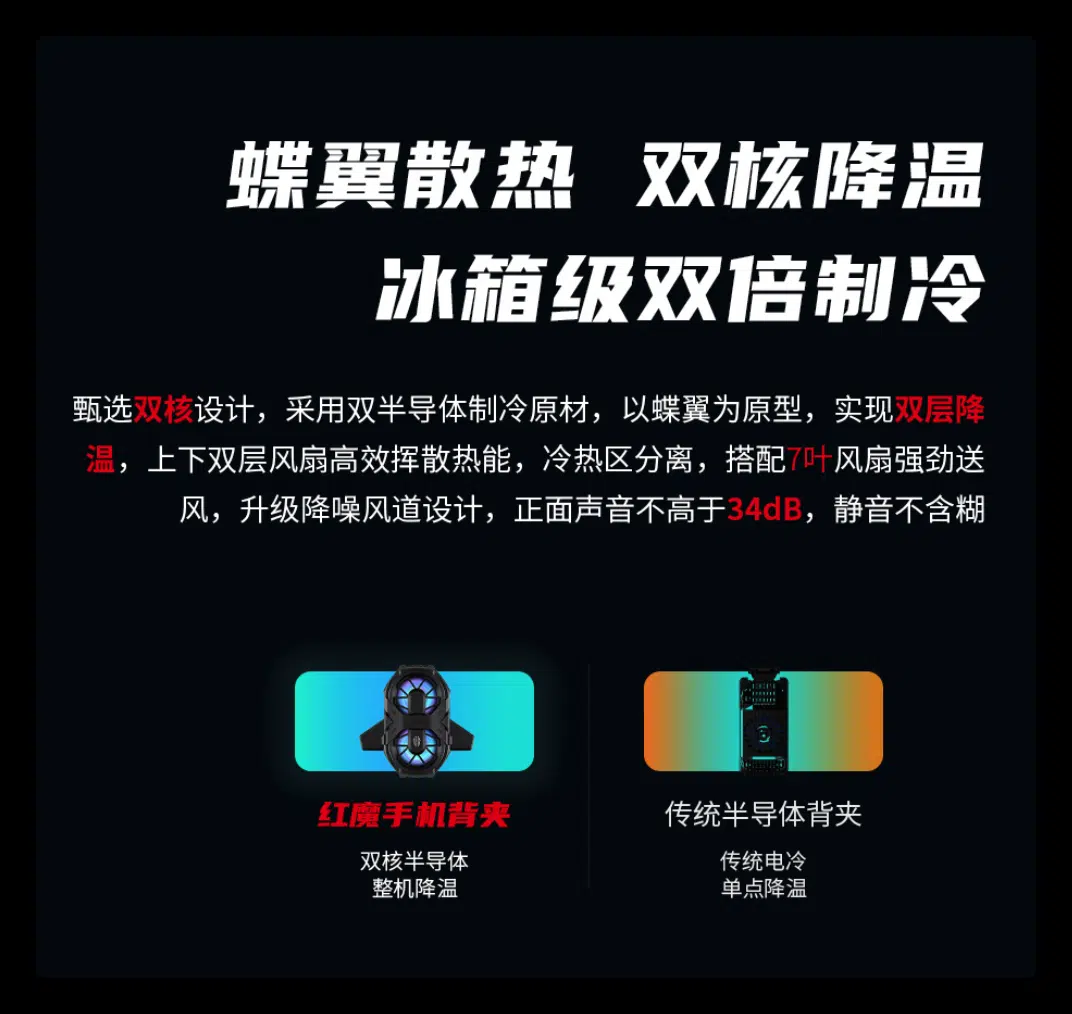 蝶翼散热 双核降温
冰箱级双倍制冷
甄选双核设计，采用双半导体制冷原材，以蝶翼为原型，实现双层降
温，上下双层风扇高效挥散热能，冷热区分离，搭配7叶风扇强劲送
风，升级降噪风道设计，正面声音不高于34dB，静音不含糊
红魔手机背夹
双核半导体
整机降温
传统半导体背夹
传统电冷
单点降温